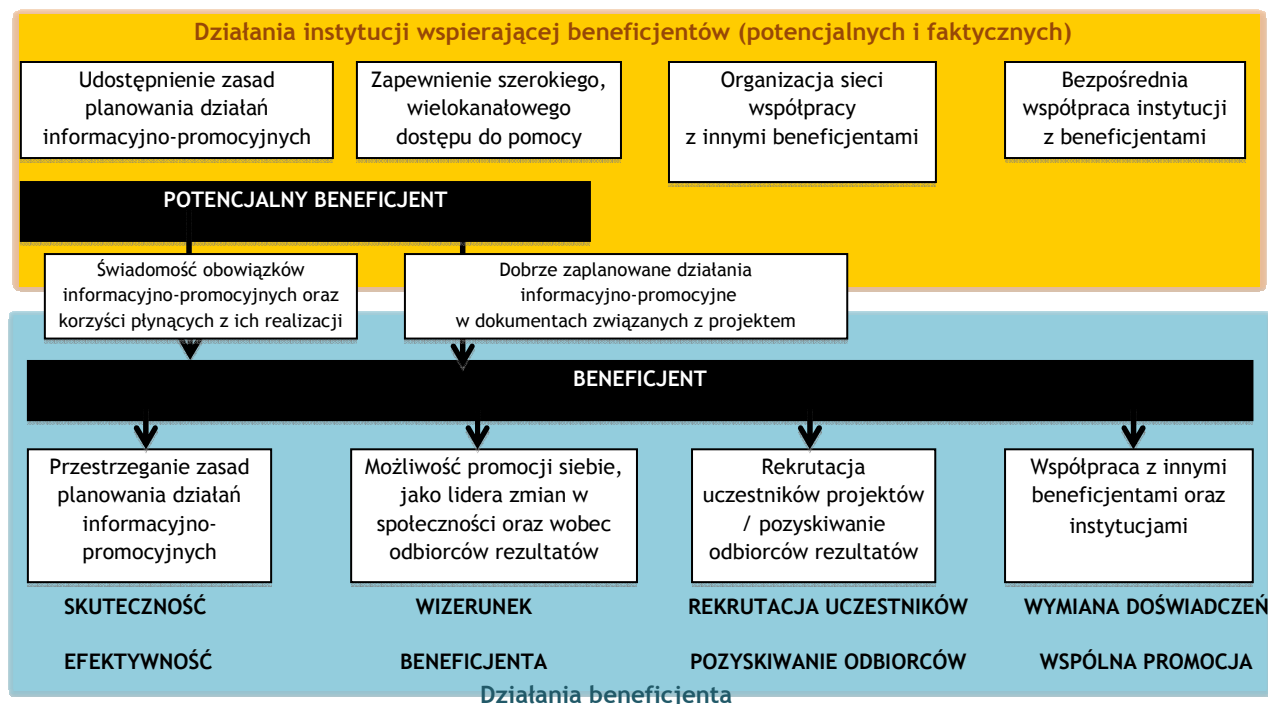 Działania instytucji wspierającej beneficjentów (potencjalnych i faktycznych)
Udostępnienie zasad
planowania działań
informacyjno-promocyjnych
Zapewnienie szerokiego,
wielokanałowego
dostępu do pomocy
Organizacja sieci
współpracy
z innymi beneficjentami
Bezpośrednia
współpraca instytucji
z beneficjentami
POTENCJALNY BENEFICJENT
Świadomość obowiązków
informacyjno-promocyjnych oraz
korzyści płynących z ich realizacji
Dobrze zaplanowane działania
informacyjno-promocyjne
w dokumentach związanych z projektem
BENEFICJENT
Przestrzeganie zasad
planowania działań
informacyjno-
promocyjnych
Możliwość promocji siebie,
jako lidera zmian w
społeczności oraz wobec
odbiorców rezultatów
Rekrutacja
uczestników projektów
/ pozyskiwanie
odbiorców rezultatów
Współpraca z innymi
beneficjentami oraz
instytucjami
SKUTECZNOŚĆ
EFEKTYWNOŚĆ
WIZERUNEK
BENEFICJENTA
REKRUTACJA UCZESTNIKÓW
POZYSKIWANIE ODBIORCÓW
WYMIANA DOŚWIADCZEŃ
WSPÓLNA PROMOCJA
Działania beneficjenta